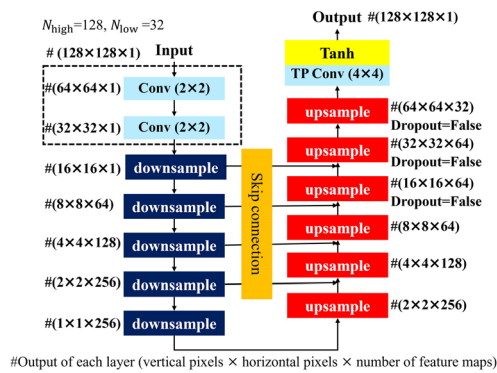 N_high=128, N_low =32
Output #(128×128×1)
# (128×128×1) Input
Tanh
TP Conv (4×4)
#(64×64×1) Conv (2×2)
#(32×32×1) Conv (2×2)
#(16×16×1) downsample
#(8×8×64) downsample
#(4×4×128) downsample
#(2×2×256) downsample
#(1×1×256) downsample
Skip connection
upsample #(64×64×32)
Dropout=False
upsample #(32×32×64)
Dropout=False
upsample #(16×16×64)
Dropout=False
upsample #(8×8×64)
upsample #(4×4×128)
upsample #(2×2×256)
#Output of each layer (vertical pixels × horizontal pixels × number of feature maps)